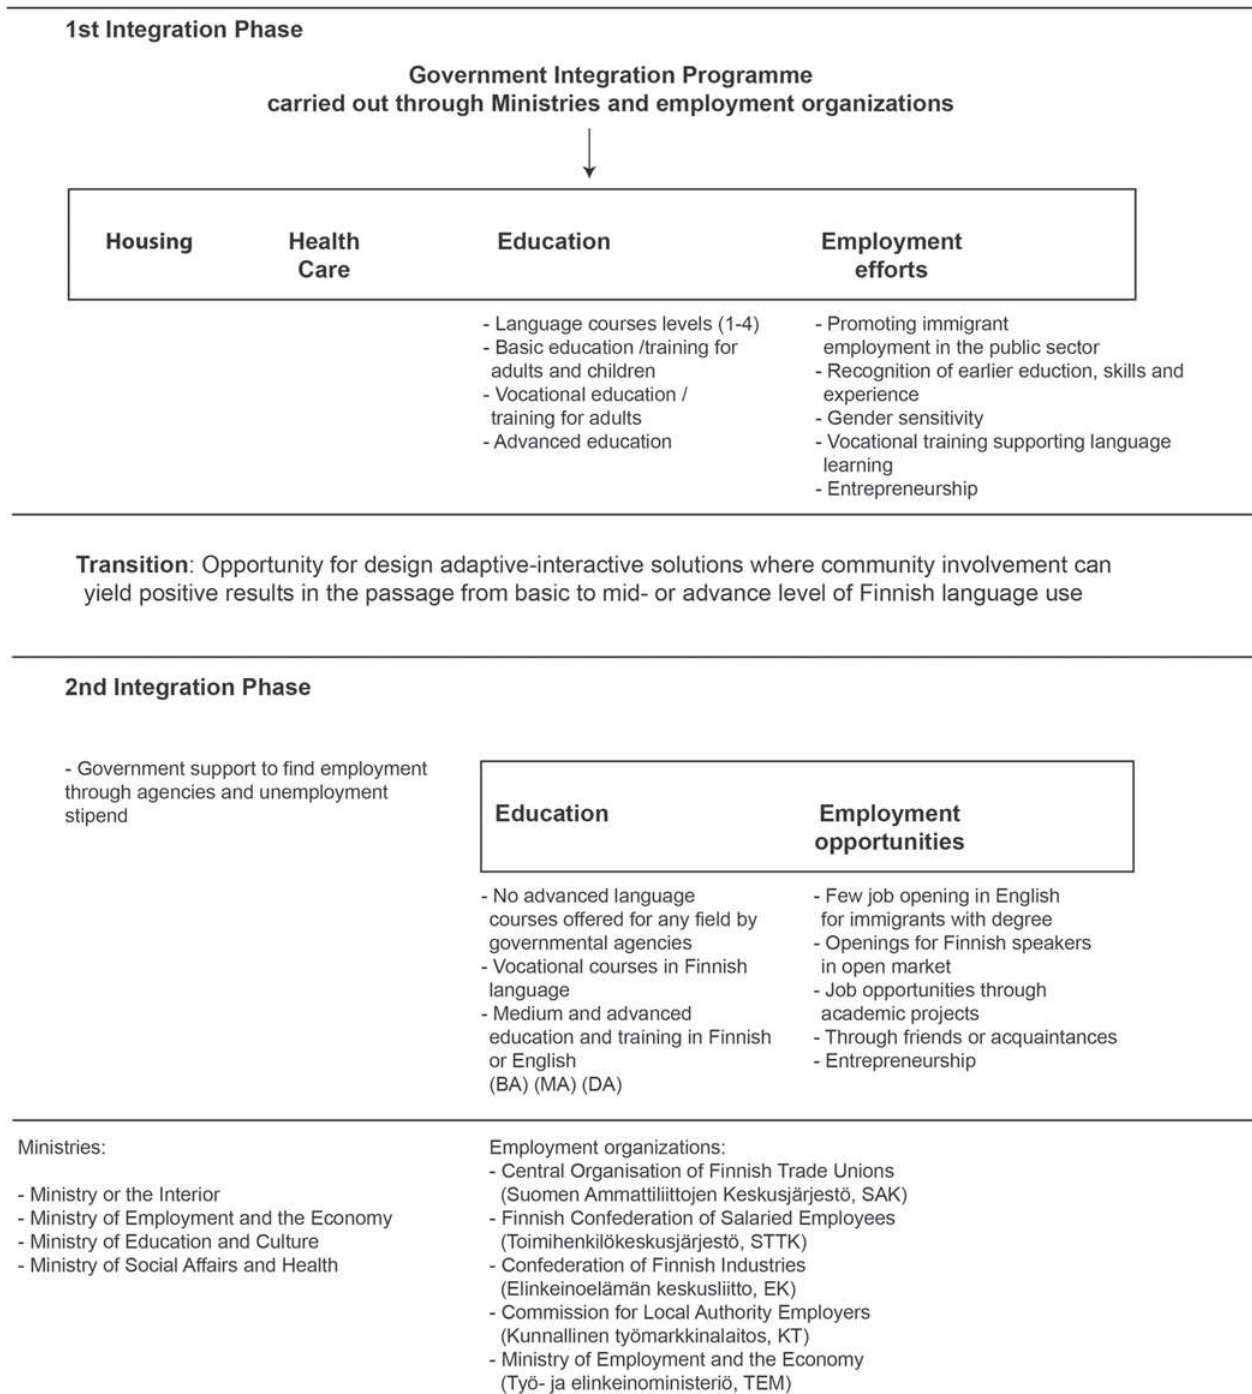 1st Integration Phase
Government Integration Programme
carried out through Ministries and employment organizations
Housing
Health
Care
Education
Employment
efforts
- Language courses levels (1-4)
- Basic education /training for
adults and children
- Vocational education /
training for adults
- Advanced education
- Promoting immigrant
employment in the public sector
- Recognition of earlier eduction, skills and
experience
- Gender sensitivity
- Vocational training supporting language
learning
- Entrepreneurship
Transition: Opportunity for design adaptive-interactive solutions where community involvement can
yield positive results in the passage from basic to mid- or advance level of Finnish language use
2nd Integration Phase
- Government support to find employment
through agencies and unemployment
stipend
Education
Employment
opportunities
- No advanced language
courses offered for any field by
governmental agencies
- Vocational courses in Finnish
language
- Medium and advanced
education and training in Finnish
or English
(BA) (MA) (DA)
- Few job opening in English
for immigrants with degree
- Openings for Finnish speakers
in open market
- Job opportunities through
academic projects
- Through friends or acquaintances
- Entrepreneurship
Ministries:
- Ministry or the Interior
- Ministry of Employment and the Economy
- Ministry of Education and Culture
- Ministry of Social Affairs and Health
Employment organizations:
- Central Organisation of Finnish Trade Unions
(Suomen Ammattiliittojen Keskusjärjestö, SAK)
- Finnish Confederation of Salaried Employees
(Toimihenkilökeskusjärjestö, STTK)
- Confederation of Finnish Industries
(Elinkeinoelämän keskusliitto, EK)
- Commission for Local Authority Employers
(Kunnallinen työmarkkinalaitos, KT)
- Ministry of Employment and the Economy
(Työ- ja elinkeinoministeriö, TEM)